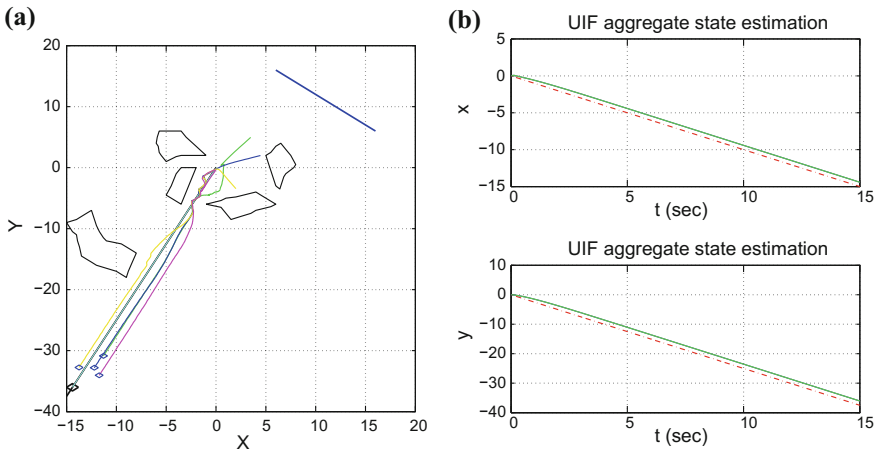 (a)
20
10
0
−10
−20
−30
−40
Y
−15 −10 −5 0 5 10 15 20
X
(b)
UIF aggregate state estimation
5
0
−5
−10
−15
x
0 5 10 15
t (sec)
UIF aggregate state estimation
10
0
−10
−20
−30
−40
y
0 5 10 15
t (sec)